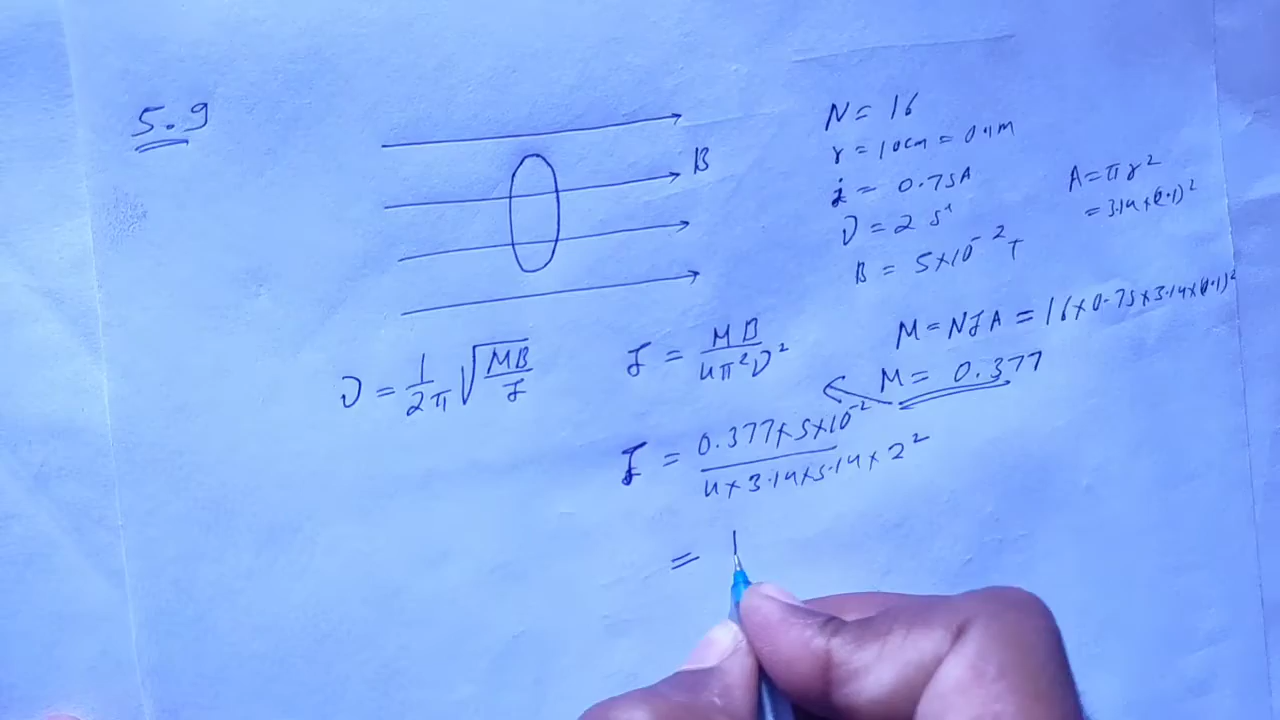 5.9
B
N = 16
r = 10cm = 0.1m
I = 0.75A
ν = 2 s⁻¹
B = 5×10⁻² T
A = πr²
= 3.14×(0.1)²
M = NIA = 16×0.75×3.14×(0.1)²
M = 0.377
ν = 1/2π √MB/I
I = MB/4π²ν²
I = 0.377×5×10⁻²/4×3.14×3.14×2²
=